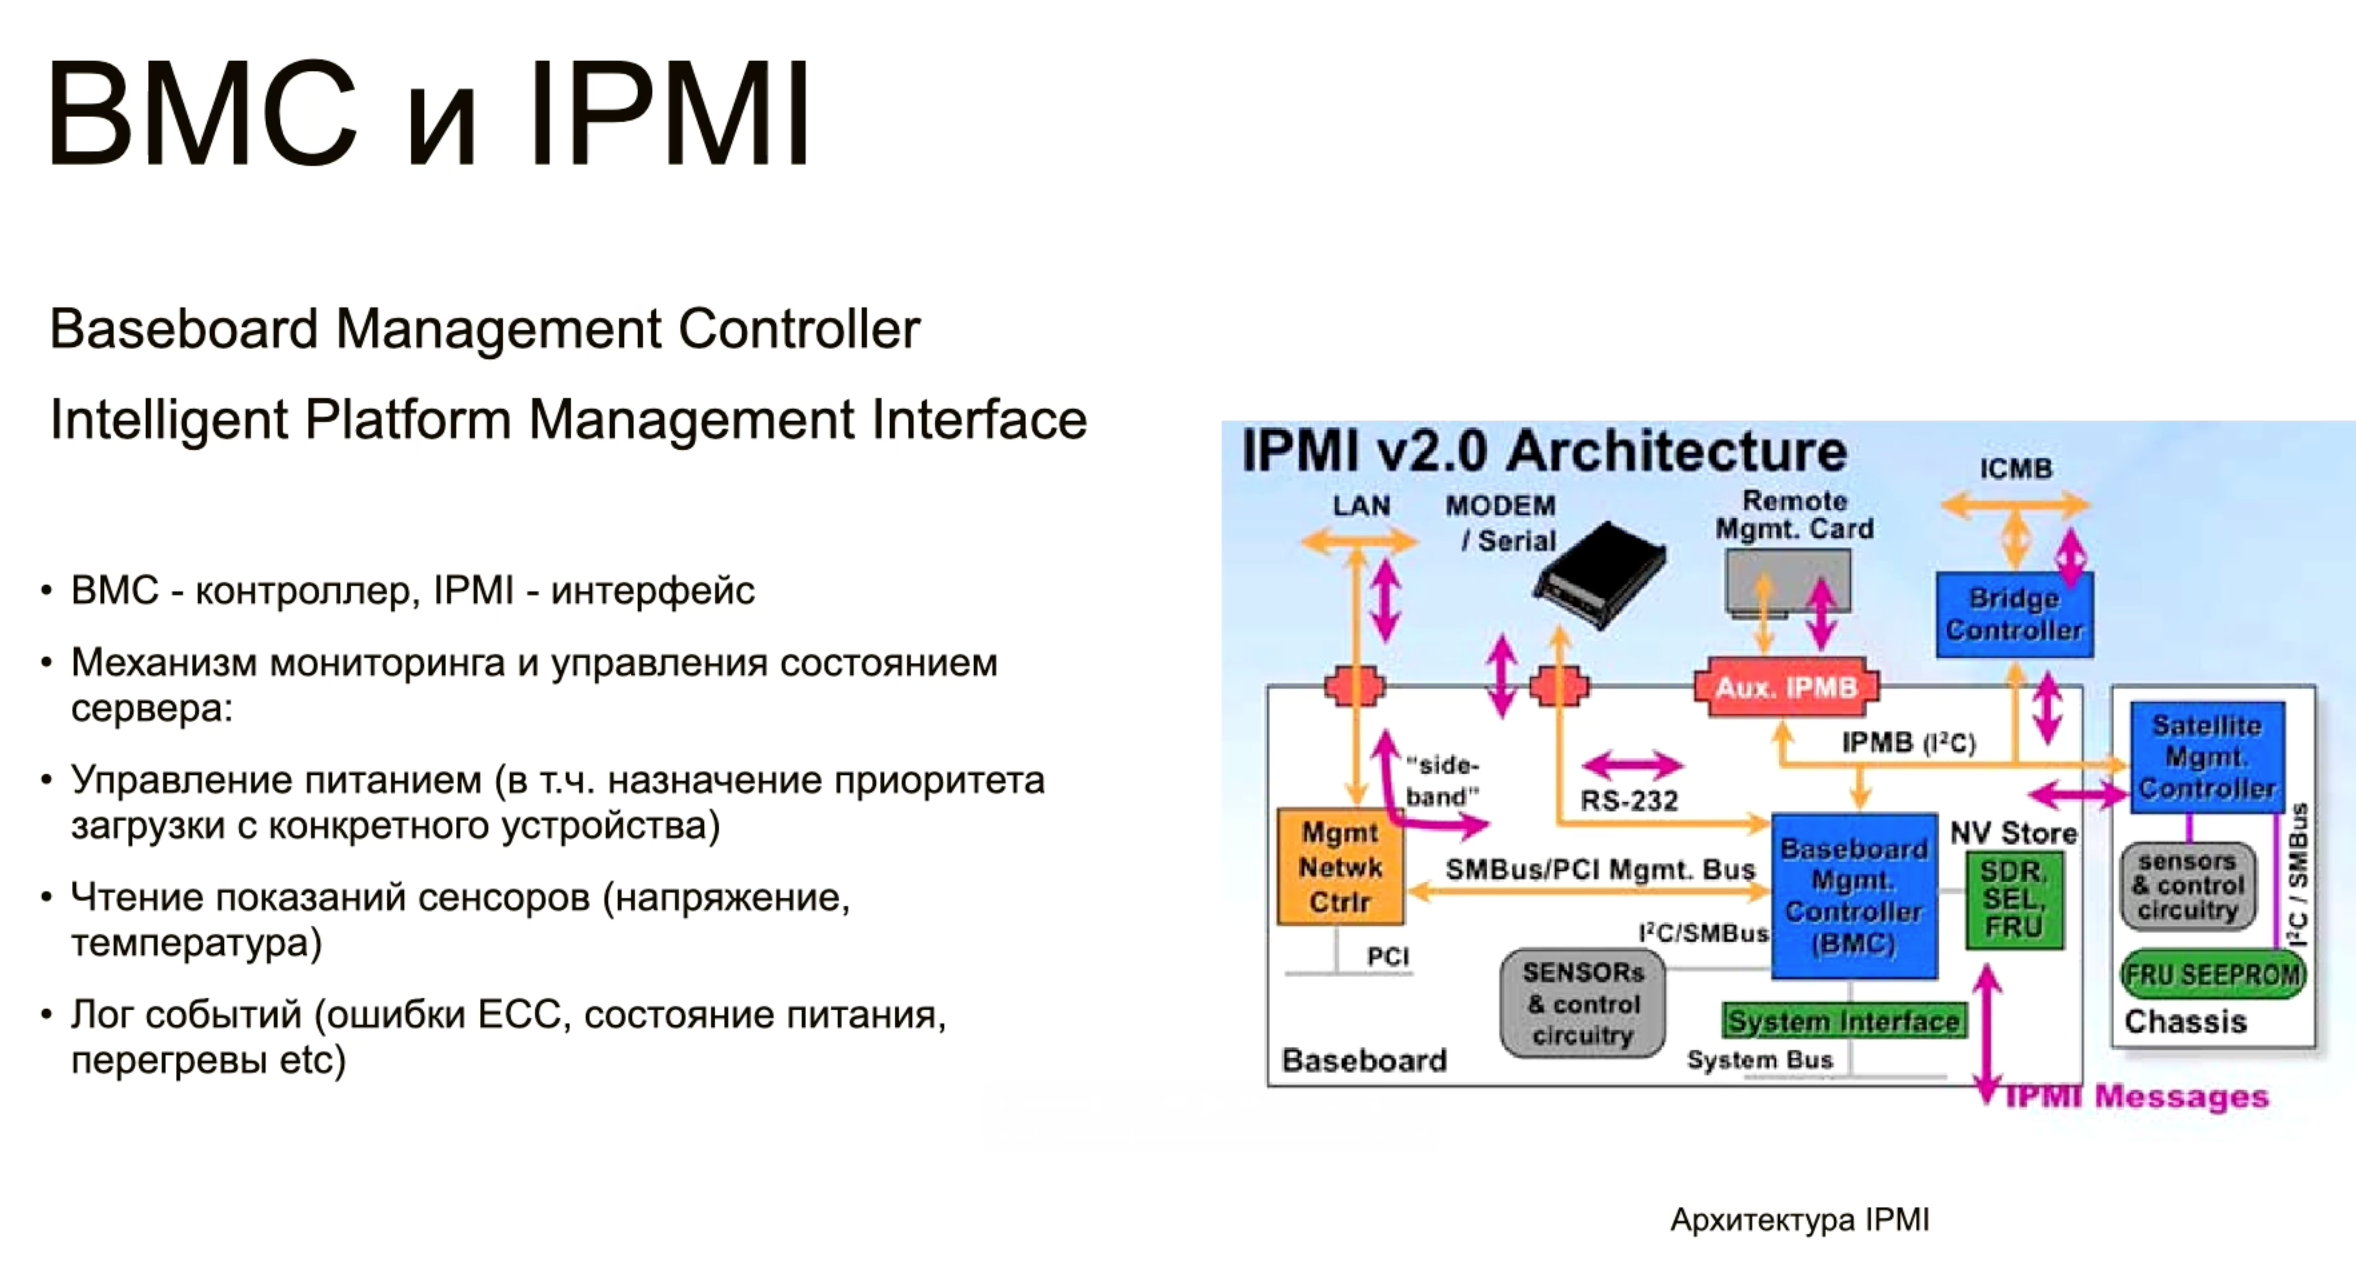 BMC и IPMI
Baseboard Management Controller
Intelligent Platform Management Interface
• BMC - контроллер, IPMI - интерфейс
• Механизм мониторинга и управления состоянием
сервера:
• Управление питанием (в т.ч. назначение приоритета
загрузки с конкретного устройства)
• Чтение показаний сенсоров (напряжение,
температура)
• Лог событий (ошибки ECC, состояние питания,
перегревы etc)
IPMI v2.0 Architecture
LAN
MODEM
/ Serial
Remote
Mgmt. Card
ICMB
Bridge
Controller
Aux. IPMB
IPMB (I²C)
"side-
band"
RS-232
Satellite
Mgmt.
Controller
Mgmt
Netwk
Ctrlr
SMBus/PCI Mgmt. Bus
Baseboard
Mgmt.
Controller
(BMC)
NV Store
SDR,
SEL,
FRU
sensors
& control
circuitry
I²C / SMBus
I²C/SMBus
PCI
SENSORs
& control
circuitry
FRU SEEPROM
System Interface
Chassis
Baseboard
System Bus
IPMI Messages
Архитектура IPMI